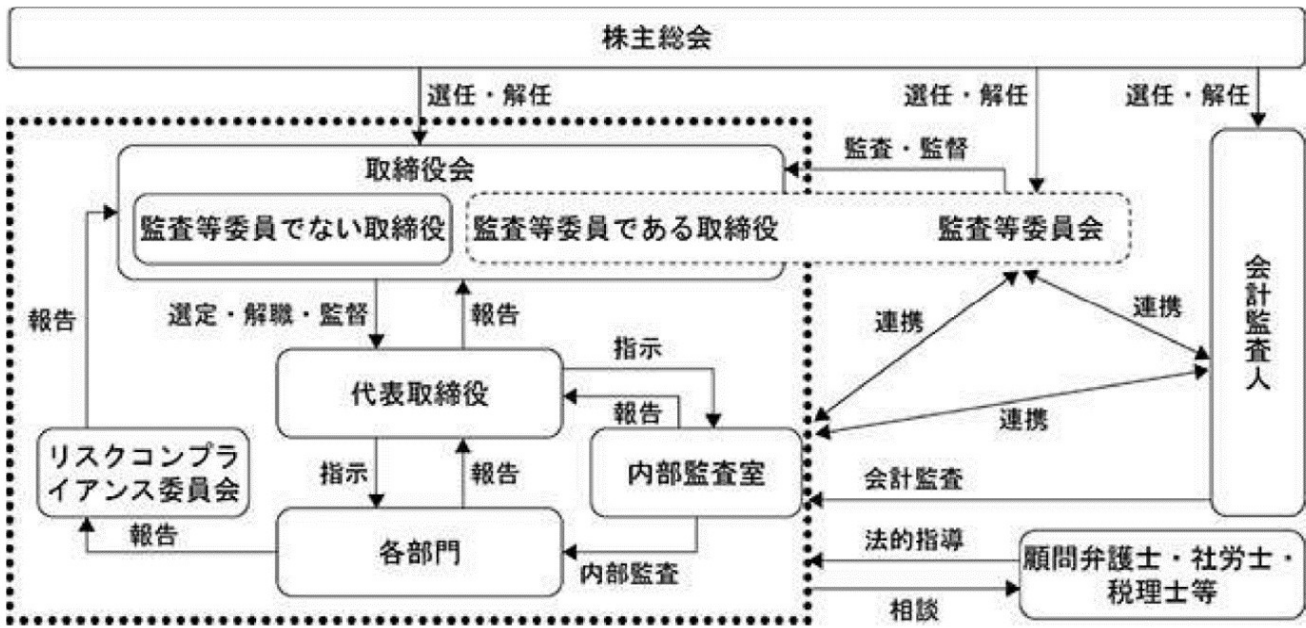 株主総会
選任・解任
選任・解任
選任・解任
監査・監督
取締役会
監査等委員でない取締役
監査等委員である取締役
監査等委員会
会計監査人
報告
選定・解職・監督
報告
連携
連携
指示
代表取締役
報告
連携
リスクコンプラ
イアンス委員会
指示
報告
内部監査室
会計監査
報告
各部門
内部監査
法的指導
顧問弁護士・社労士・
税理士等
相談